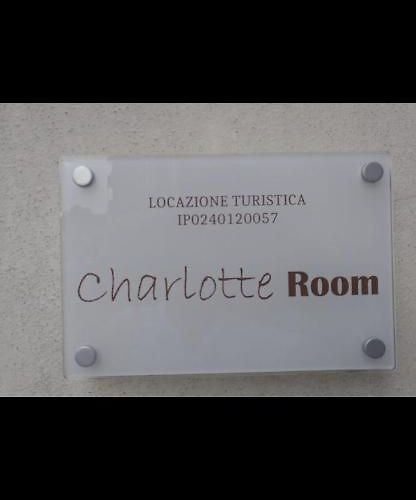 LOCAZIONE TURISTICA
IP0240120057
Charlotte Room